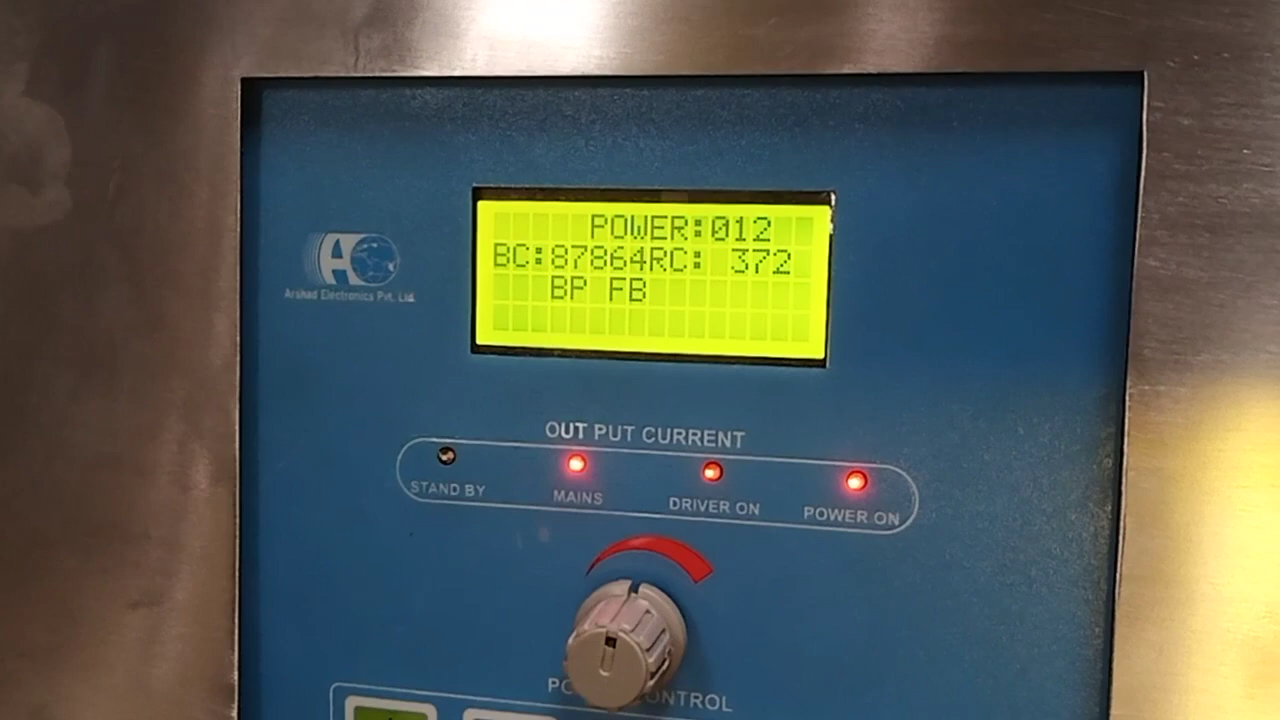 POWER:012
BC:87864RC: 372
BP FB
Arshad Electronics Pvt. Ltd.
OUT PUT CURRENT
STAND BY
MAINS
DRIVER ON
POWER ON
CONTROL